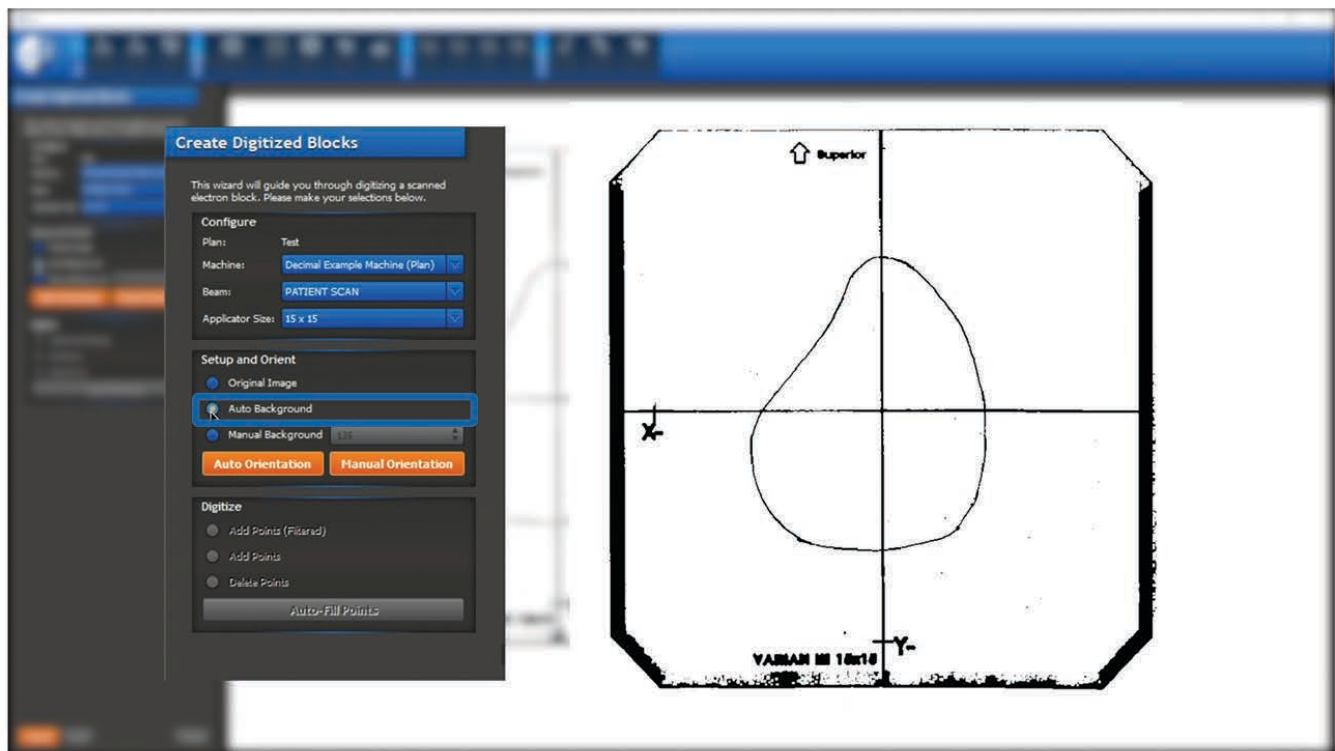 Create Digitized Blocks
This wizard will guide you through digitizing a scanned
electron block. Please make your selections below.
Configure
Plan: Test
Machine: Decimal Example Machine (Plan)
Beam: PATIENT SCAN
Applicator Size: 15 x 15
Setup and Orient
Original Image
Auto Background
Manual Background 125
Auto Orientation Manual Orientation
Digitize
Add Points (Filtered)
Add Points
Delete Points
Auto-Fill Points
Superior
X-
Y-
VARIAN III 15x15